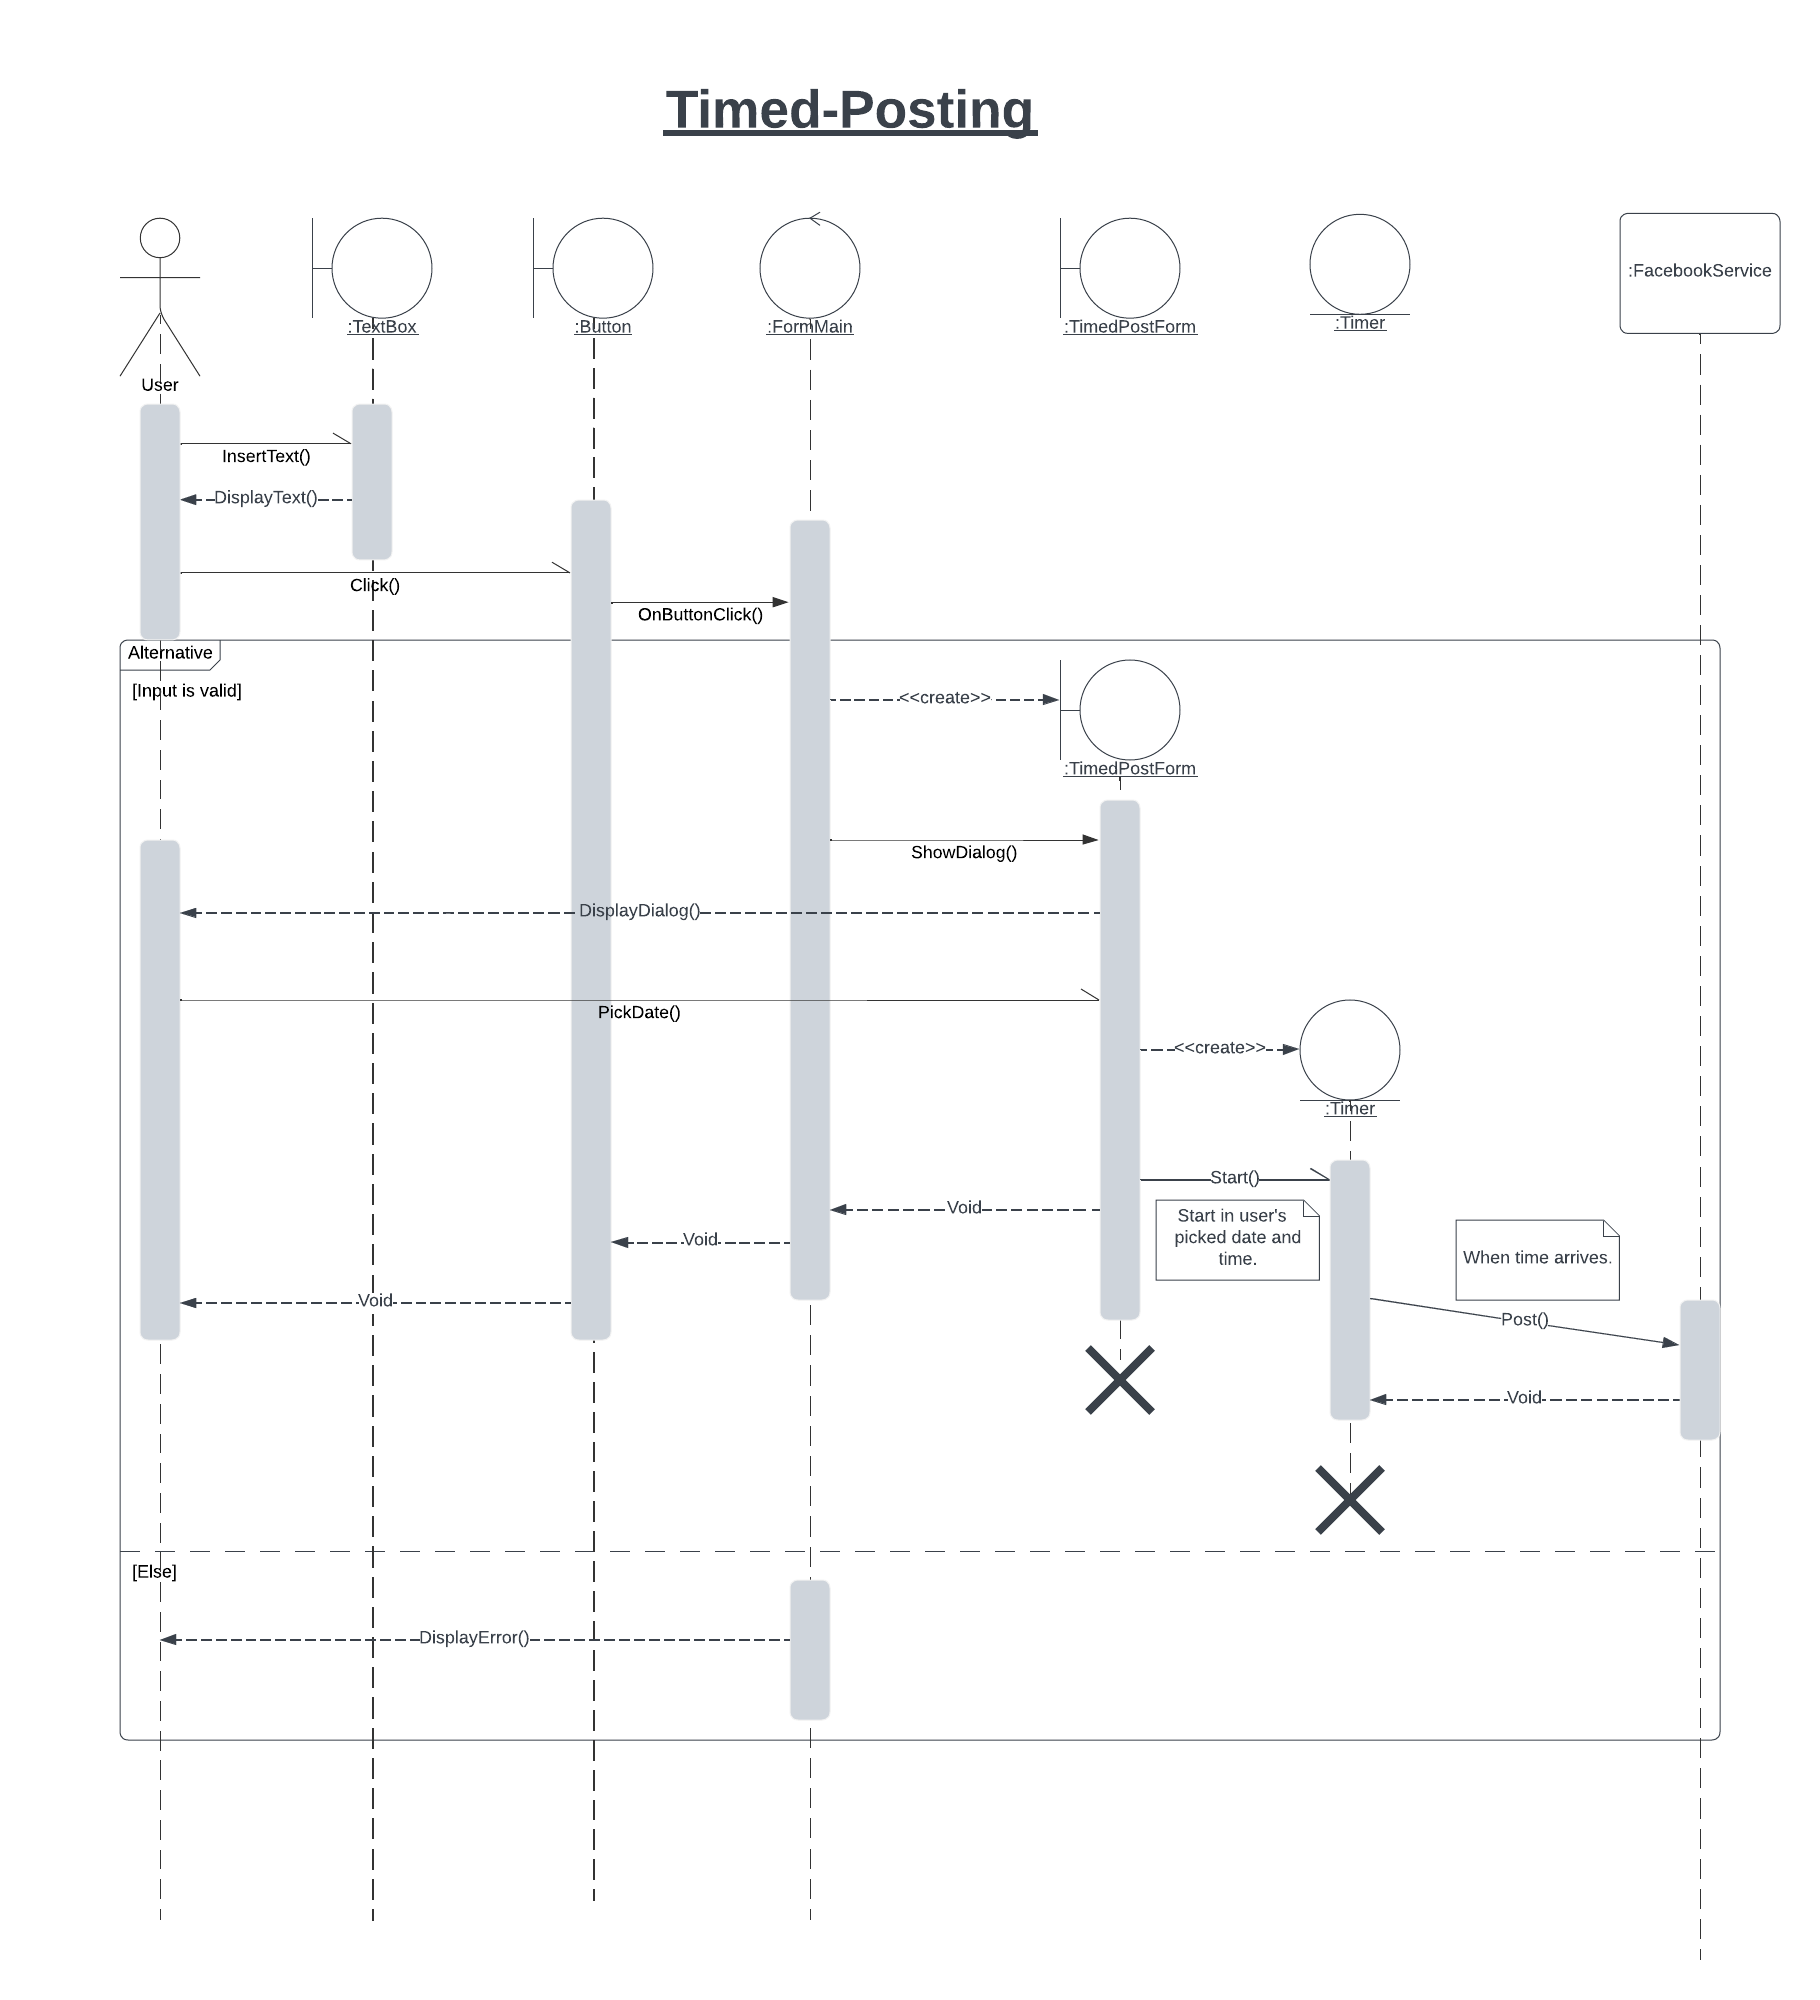 Timed-Posting
:TextBox
:Button
:FormMain
:TimedPostForm
:Timer
:FacebookService
User
InsertText()
DisplayText()
Click()
OnButtonClick()
Alternative
[Input is valid]
<<create>>
:TimedPostForm
ShowDialog()
DisplayDialog()
PickDate()
<<create>>
:Timer
Start()
Void
Start in user's
picked date and
time.
Void
When time arrives.
Void
Post()
Void
[Else]
DisplayError()